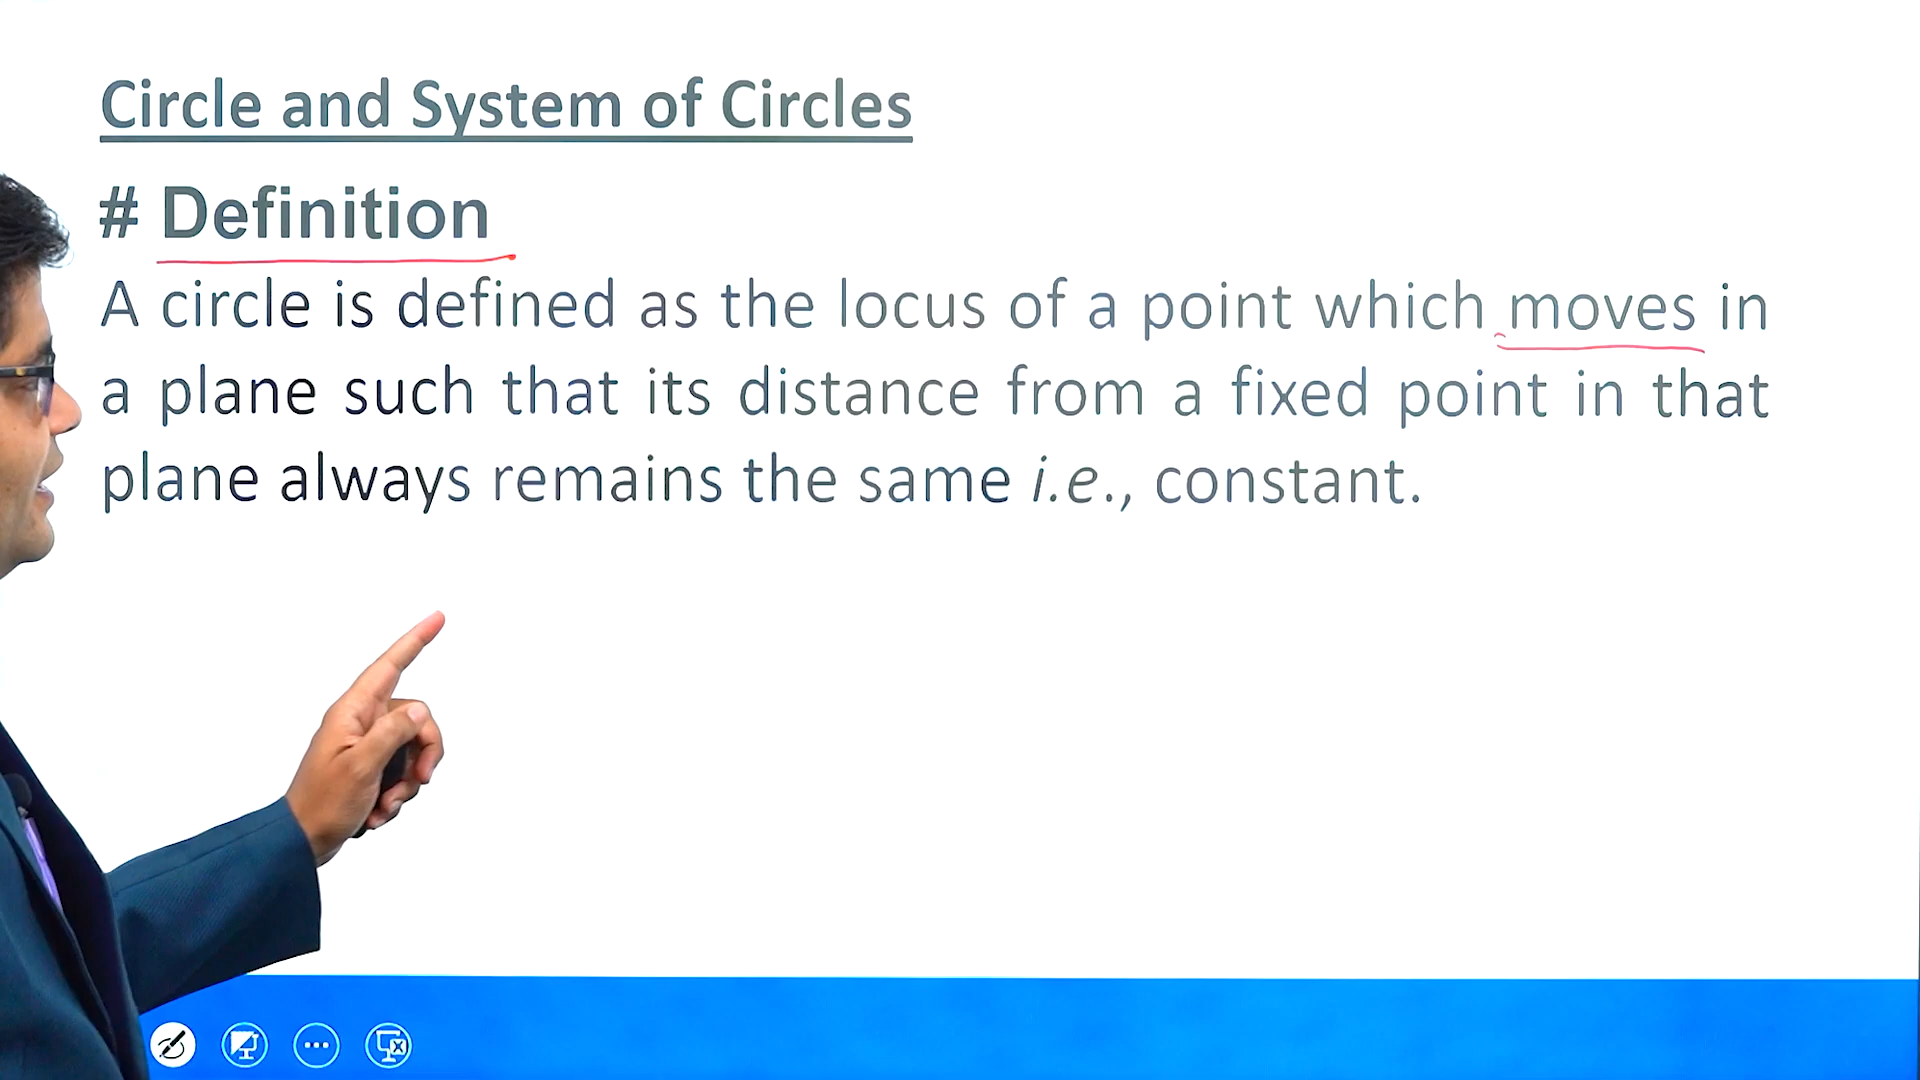 Circle and System of Circles
# Definition
A circle is defined as the locus of a point which moves in
a plane such that its distance from a fixed point in that
plane always remains the same i.e., constant.